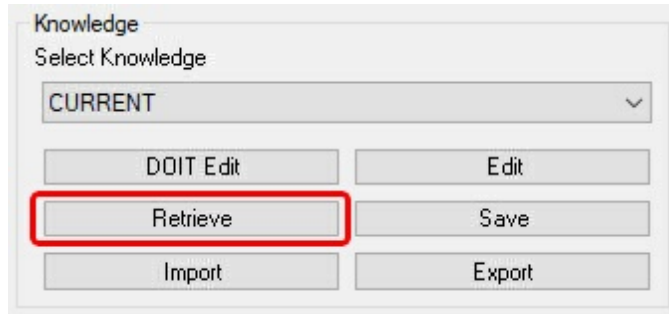 Knowledge
Select Knowledge
CURRENT
DOIT Edit Edit
Retrieve Save
Import Export